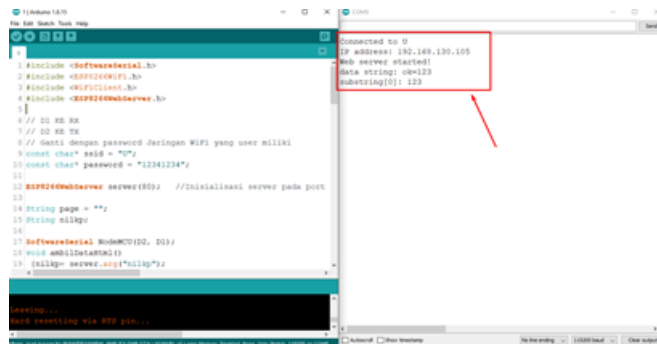 Arduino 1.8.15
File Edit Sketch Tools Help
1 #include <SoftwareSerial.h>
2 #include <ESP8266WiFi.h>
3 #include <WiFiClient.h>
4 #include <ESP8266WebServer.h>
5
6 // D1 KE RX
7 // D2 KE TX
8 // Ganti dengan password Jaringan WiFi yang user miliki
9 const char* ssid = "U";
10 const char* password = "12341234";
11
12 ESP8266WebServer server(80); //Inisialisasi server pada port
13
14 String page = "";
15 String nilkp;
16
17 SoftwareSerial NodeMCU(D2, D1);
18 void ambilDataHtml()
19 {nilkp= server.arg("nilkp");
Leaving...
Hard resetting via RTS pin...
Send
Connected to U
IP address: 192.168.130.105
Web server started!
data string: ok=123
substring[0]: 123
Autoscroll Show timestamp
No line ending 115200 baud Clear output